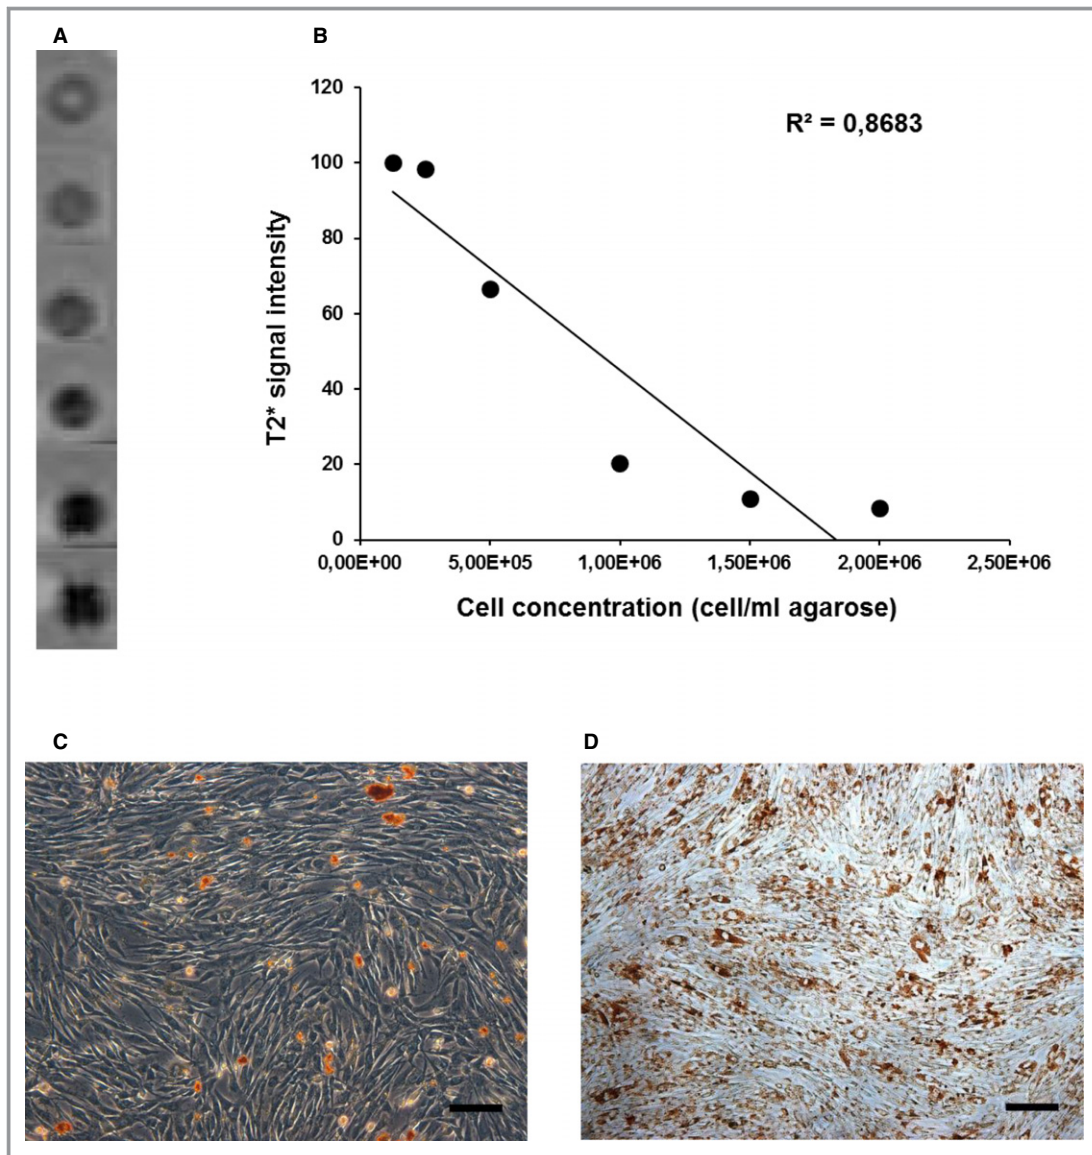 A
B
120
R² = 0,8683
100
80
60
40
20
0
T2* signal intensity
0,00E+00 5,00E+05 1,00E+06 1,50E+06 2,00E+06 2,50E+06
Cell concentration (cell/ml agarose)
C
D